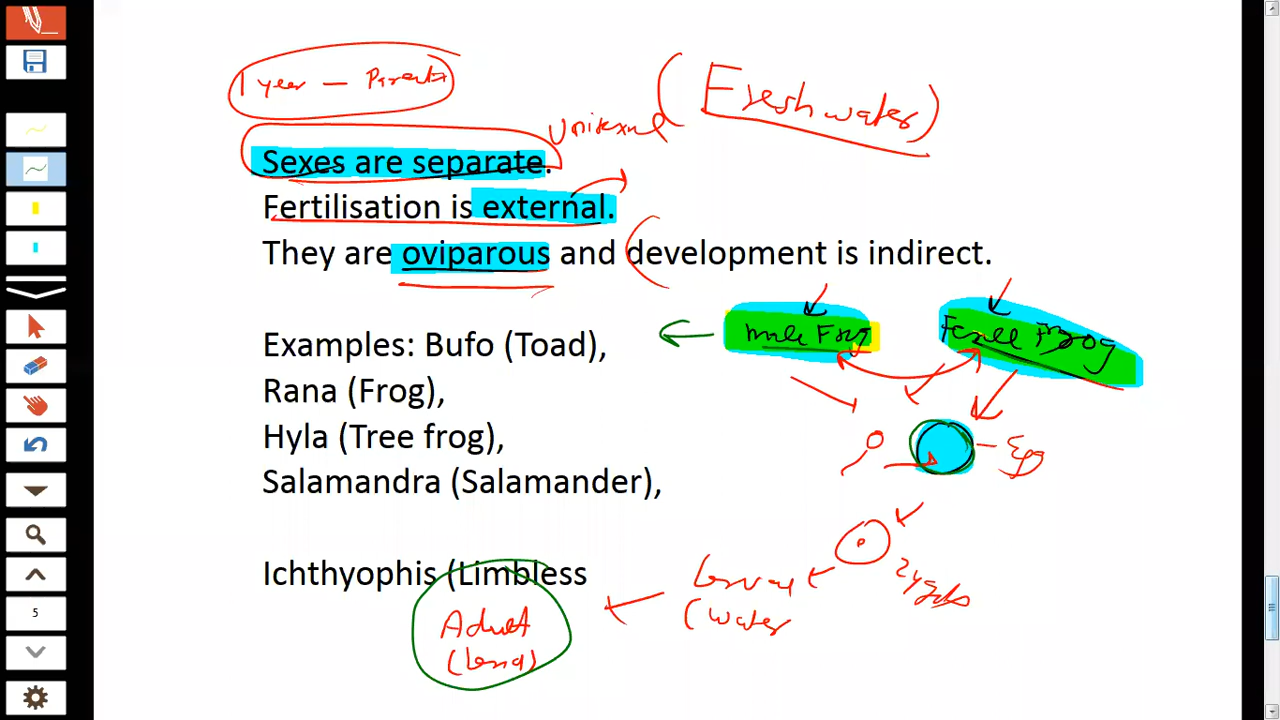 1 year – Parental
(Freshwater)
Unisexual
Sexes are separate.
Fertilisation is external.
They are oviparous and development is indirect.
male Frog
Female Frog
Examples: Bufo (Toad),
Rana (Frog),
Hyla (Tree frog),
– Egg
Salamandra (Salamander),
Zygote
Ichthyophis (Limbless
Larval
(water
Adult
(land)
5